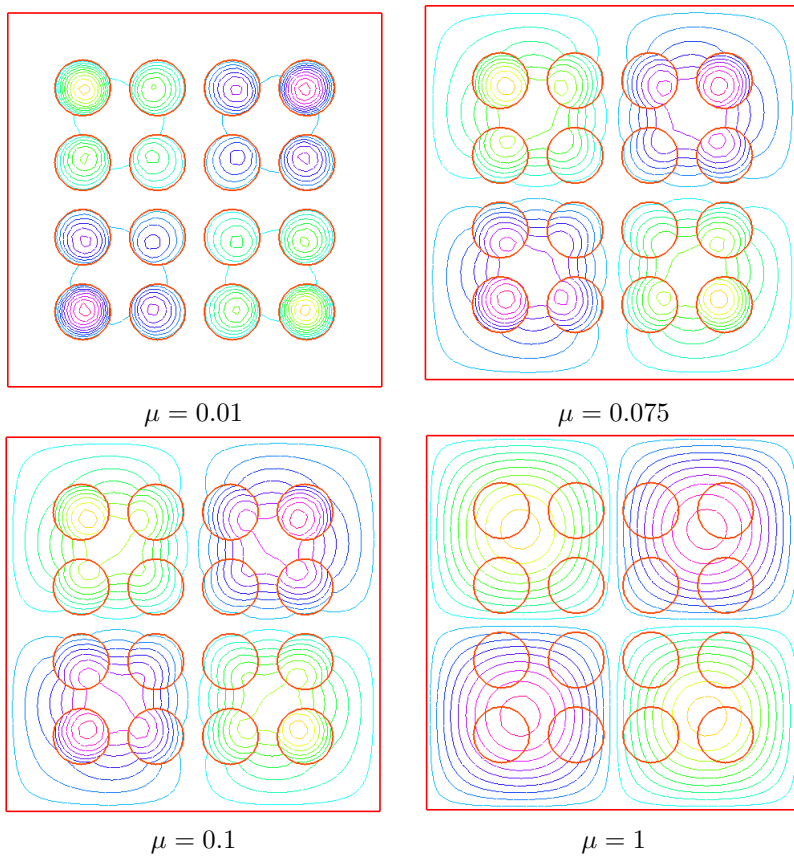 μ = 0.01
μ = 0.075
μ = 0.1
μ = 1